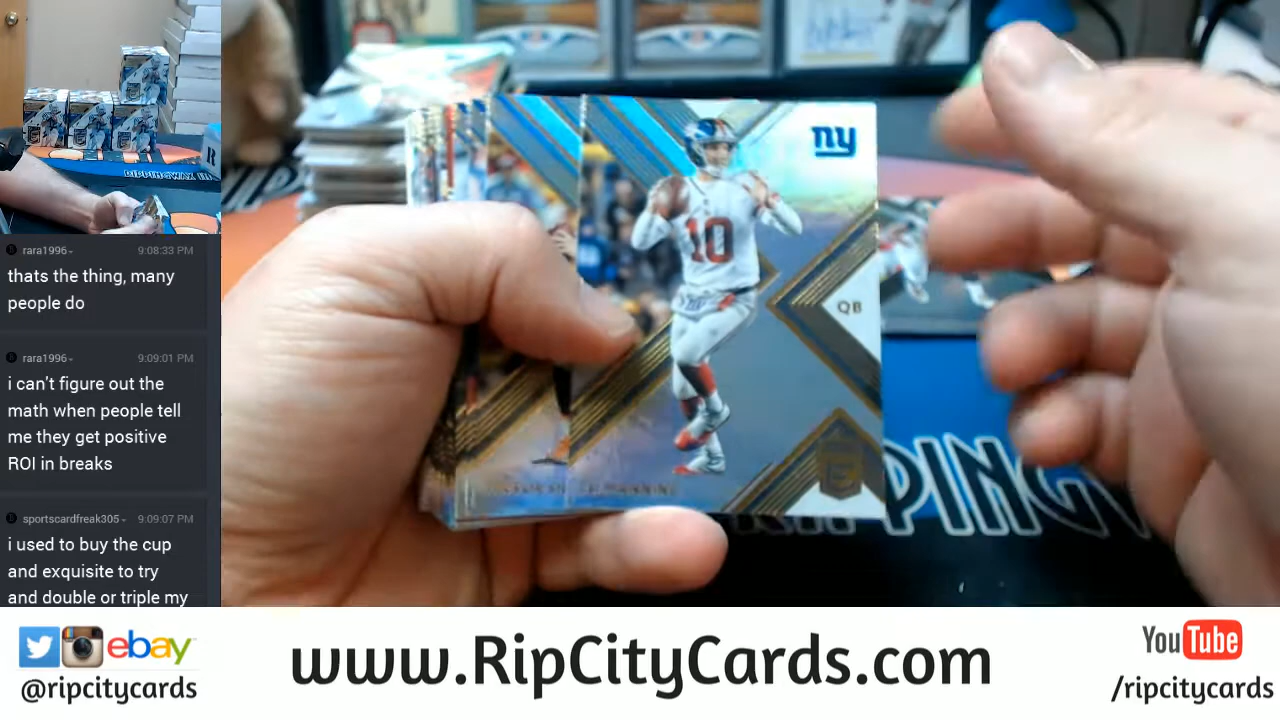 RIPPINGWAX
R
rara1996
9:08:33 PM
thats the thing, many
people do
rara1996
9:09:01 PM
i can't figure out the
math when people tell
me they get positive
ROI in breaks
sportscardfreak305
9:09:07 PM
i used to buy the cup
and exquisite to try
and double or triple my
ny
10
QB
E
MANNING
RIPPINGW
ebay
@ripcitycards
www.RipCityCards.com
YouTube
/ripcitycards